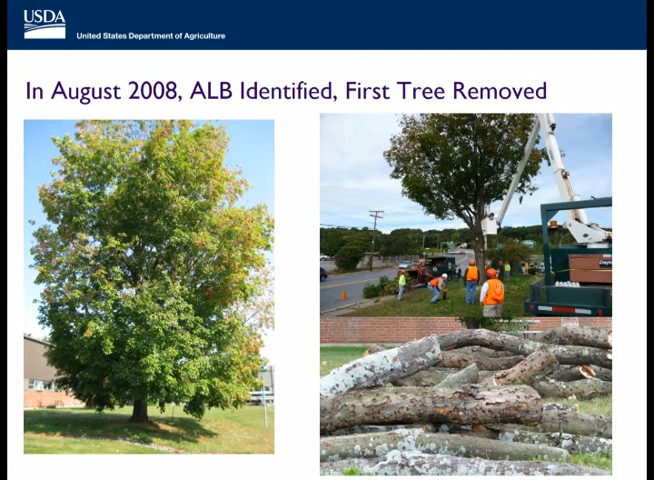 USDA
United States Department of Agriculture
In August 2008, ALB Identified, First Tree Removed